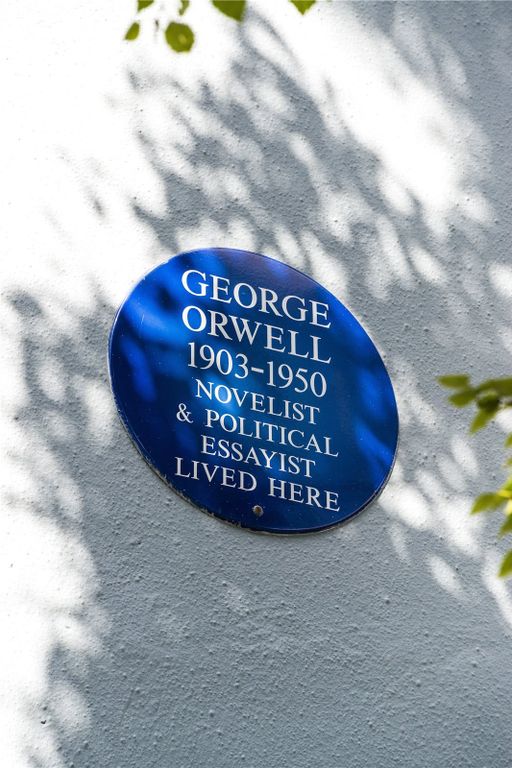 GEORGE
ORWELL
1903-1950
NOVELIST
& POLITICAL
ESSAYIST
LIVED HERE